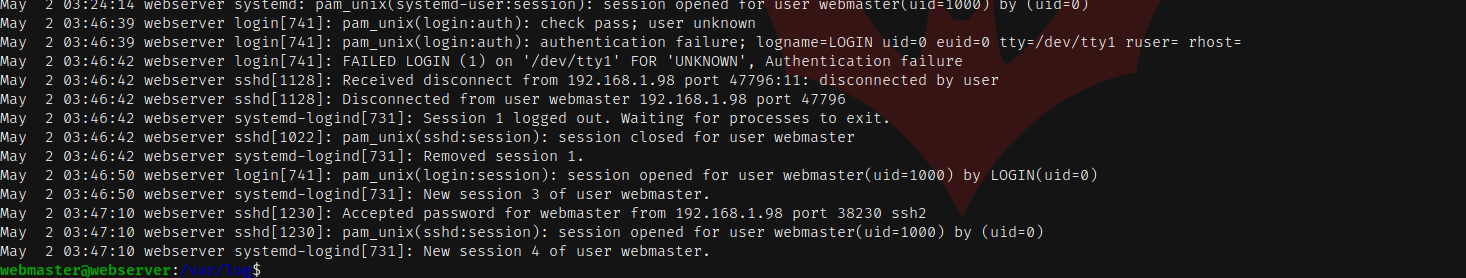 May  2 03:24:14 webserver systemd: pam_unix(systemd-user:session): session opened for user webmaster(uid=1000) by (uid=0)
May  2 03:46:39 webserver login[741]: pam_unix(login:auth): check pass; user unknown
May  2 03:46:39 webserver login[741]: pam_unix(login:auth): authentication failure; logname=LOGIN uid=0 euid=0 tty=/dev/tty1 ruser= rhost=
May  2 03:46:42 webserver login[741]: FAILED LOGIN (1) on '/dev/tty1' FOR 'UNKNOWN', Authentication failure
May  2 03:46:42 webserver sshd[1128]: Received disconnect from 192.168.1.98 port 47796:11: disconnected by user
May  2 03:46:42 webserver sshd[1128]: Disconnected from user webmaster 192.168.1.98 port 47796
May  2 03:46:42 webserver systemd-logind[731]: Session 1 logged out. Waiting for processes to exit.
May  2 03:46:42 webserver sshd[1022]: pam_unix(sshd:session): session closed for user webmaster
May  2 03:46:42 webserver systemd-logind[731]: Removed session 1.
May  2 03:46:50 webserver login[741]: pam_unix(login:session): session opened for user webmaster(uid=1000) by LOGIN(uid=0)
May  2 03:46:50 webserver systemd-logind[731]: New session 3 of user webmaster.
May  2 03:47:10 webserver sshd[1230]: Accepted password for webmaster from 192.168.1.98 port 38230 ssh2
May  2 03:47:10 webserver sshd[1230]: pam_unix(sshd:session): session opened for user webmaster(uid=1000) by (uid=0)
May  2 03:47:10 webserver systemd-logind[731]: New session 4 of user webmaster.
webmaster@webserver:/var/log$